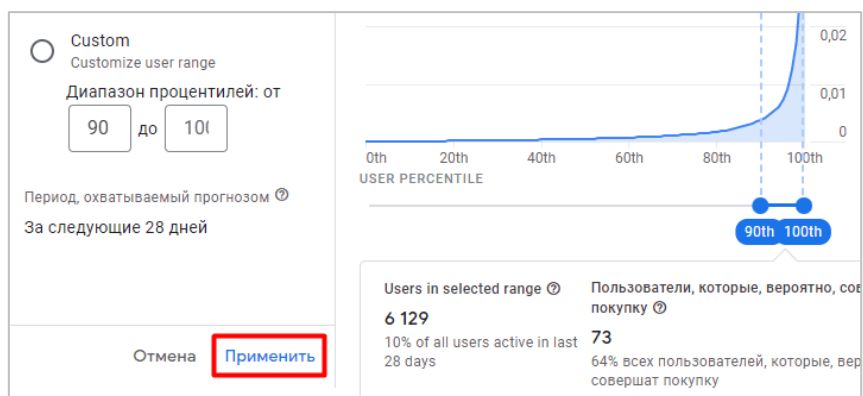 Custom
Customize user range
Диапазон процентилей: от
90 до 100
Период, охватываемый прогнозом
За следующие 28 дней
Отмена Применить
0,02
0,01
0
0th 20th 40th 60th 80th 100th
USER PERCENTILE
90th 100th
Users in selected range
6 129
10% of all users active in last
28 days
Пользователи, которые, вероятно,
покупку
73
64% всех пользователей, которые,
совершат покупку